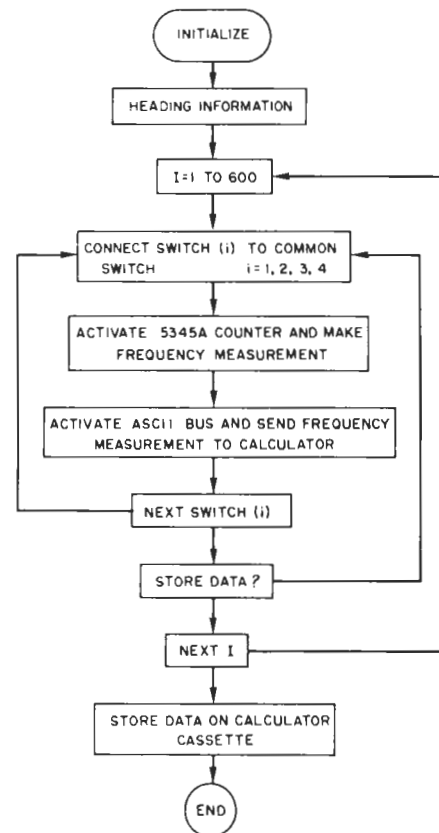 INITIALIZE
HEADING INFORMATION
I=1 TO 600
CONNECT SWITCH (i) TO COMMON
SWITCH i=1, 2, 3, 4
ACTIVATE 5345A COUNTER AND MAKE
FREQUENCY MEASUREMENT
ACTIVATE ASCII BUS AND SEND FREQUENCY
MEASUREMENT TO CALCULATOR
NEXT SWITCH (i)
STORE DATA?
NEXT I
STORE DATA ON CALCULATOR
CASSETTE
END